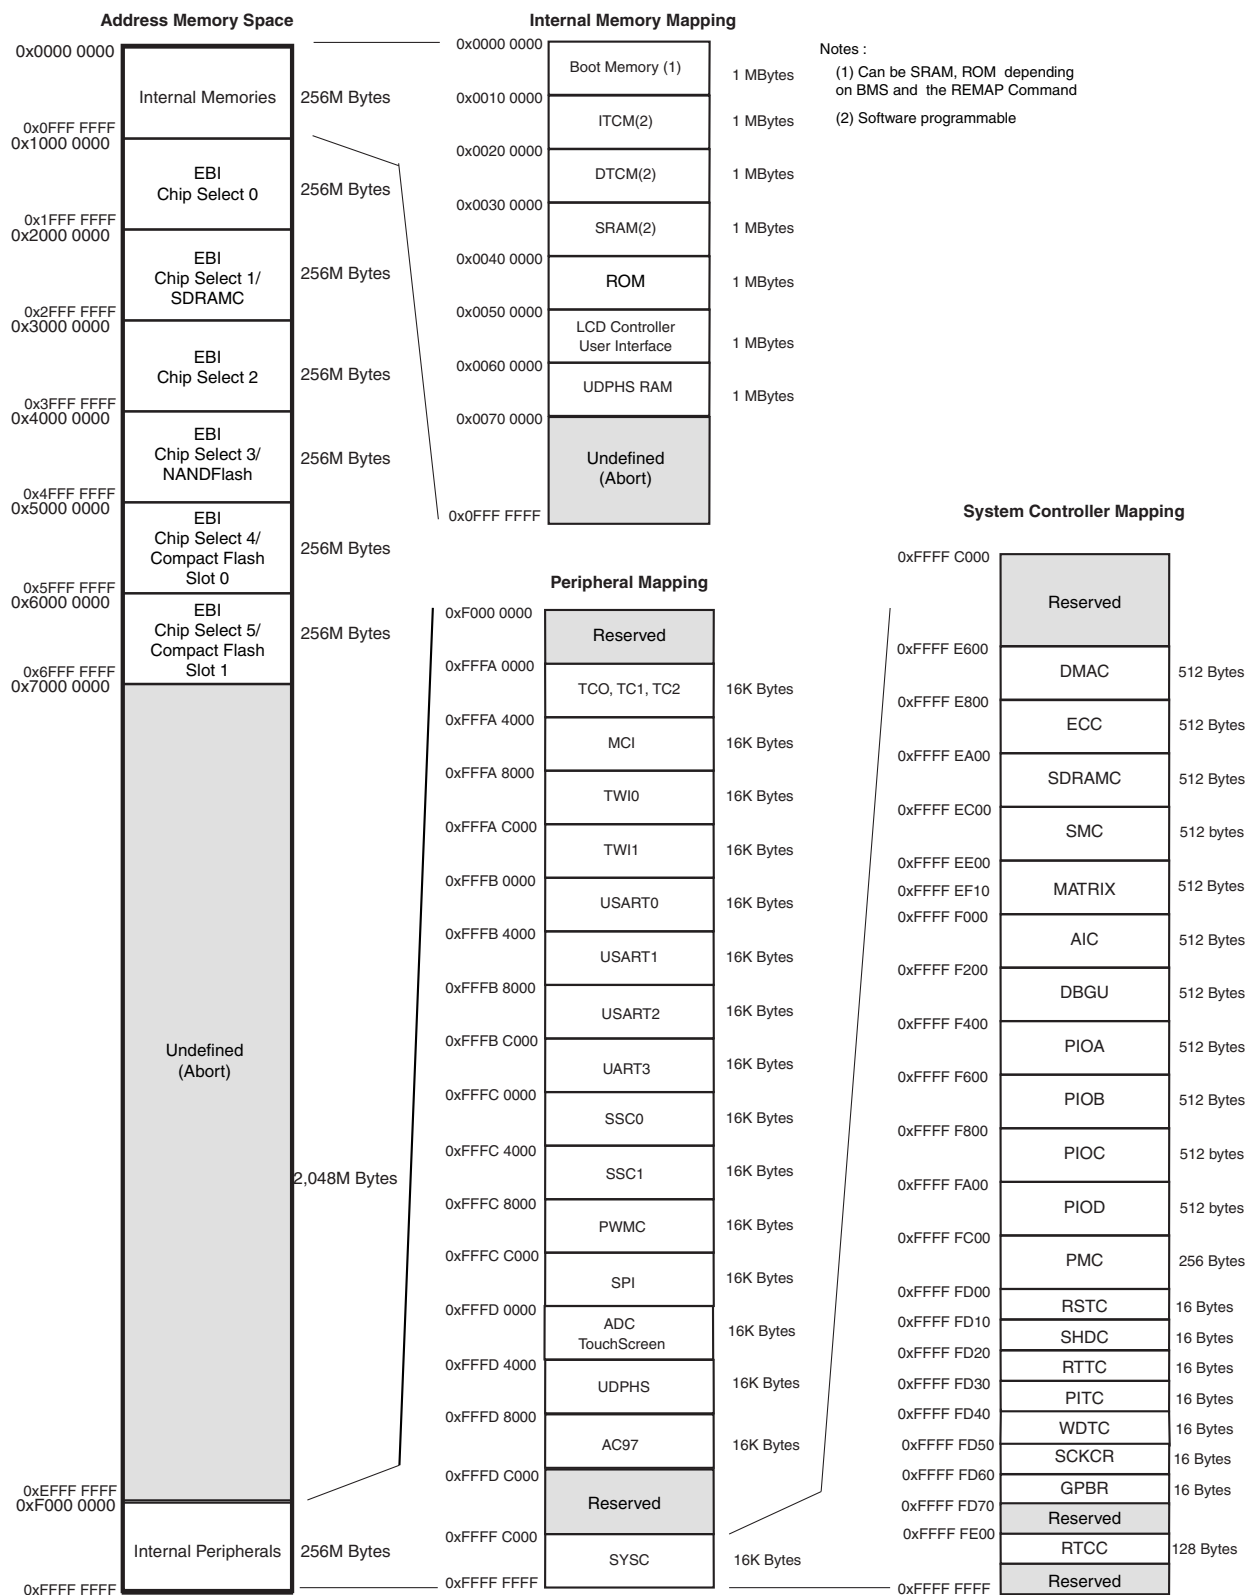 Address Memory Space
0x0000 0000
Internal Memories
256M Bytes
0x0FFF FFFF
0x1000 0000
EBI
Chip Select 0
256M Bytes
0x1FFF FFFF
0x2000 0000
EBI
Chip Select 1/
SDRAMC
256M Bytes
0x2FFF FFFF
0x3000 0000
EBI
Chip Select 2
256M Bytes
0x3FFF FFFF
0x4000 0000
EBI
Chip Select 3/
NANDFlash
256M Bytes
0x4FFF FFFF
0x5000 0000
EBI
Chip Select 4/
Compact Flash
Slot 0
256M Bytes
0x5FFF FFFF
0x6000 0000
EBI
Chip Select 5/
Compact Flash
Slot 1
256M Bytes
0x6FFF FFFF
0x7000 0000
Undefined
(Abort)
2,048M Bytes
0xEFFF FFFF
0xF000 0000
Internal Peripherals
256M Bytes
0xFFFF FFFF
Internal Memory Mapping
0x0000 0000
Boot Memory (1)
1 MBytes
0x0010 0000
ITCM(2)
1 MBytes
0x0020 0000
DTCM(2)
1 MBytes
0x0030 0000
SRAM(2)
1 MBytes
0x0040 0000
ROM
1 MBytes
0x0050 0000
LCD Controller
User Interface
1 MBytes
0x0060 0000
UDPHS RAM
1 MBytes
0x0070 0000
Undefined
(Abort)
0x0FFF FFFF
Notes :
(1) Can be SRAM, ROM depending
on BMS and the REMAP Command
(2) Software programmable
Peripheral Mapping
0xF000 0000
Reserved
0xFFFA 0000
TCO, TC1, TC2
16K Bytes
0xFFFA 4000
MCI
16K Bytes
0xFFFA 8000
TWI0
16K Bytes
0xFFFA C000
TWI1
16K Bytes
0xFFFB 0000
USART0
16K Bytes
0xFFFB 4000
USART1
16K Bytes
0xFFFB 8000
USART2
16K Bytes
0xFFFB C000
UART3
16K Bytes
0xFFFC 0000
SSC0
16K Bytes
0xFFFC 4000
SSC1
16K Bytes
0xFFFC 8000
PWMC
16K Bytes
0xFFFC C000
SPI
16K Bytes
0xFFFD 0000
ADC
TouchScreen
16K Bytes
0xFFFD 4000
UDPHS
16K Bytes
0xFFFD 8000
AC97
16K Bytes
0xFFFD C000
Reserved
0xFFFF C000
SYSC
16K Bytes
0xFFFF FFFF
System Controller Mapping
0xFFFF C000
Reserved
0xFFFF E600
DMAC
512 Bytes
0xFFFF E800
ECC
512 Bytes
0xFFFF EA00
SDRAMC
512 Bytes
0xFFFF EC00
SMC
512 bytes
0xFFFF EE00
0xFFFF EF10
MATRIX
512 Bytes
0xFFFF F000
AIC
512 Bytes
0xFFFF F200
DBGU
512 Bytes
0xFFFF F400
PIOA
512 Bytes
0xFFFF F600
PIOB
512 Bytes
0xFFFF F800
PIOC
512 bytes
0xFFFF FA00
PIOD
512 bytes
0xFFFF FC00
PMC
256 Bytes
0xFFFF FD00
RSTC
16 Bytes
0xFFFF FD10
SHDC
16 Bytes
0xFFFF FD20
RTTC
16 Bytes
0xFFFF FD30
PITC
16 Bytes
0xFFFF FD40
WDTC
16 Bytes
0xFFFF FD50
SCKCR
16 Bytes
0xFFFF FD60
GPBR
16 Bytes
0xFFFF FD70
Reserved
0xFFFF FE00
RTCC
128 Bytes
Reserved
0xFFFF FFFF